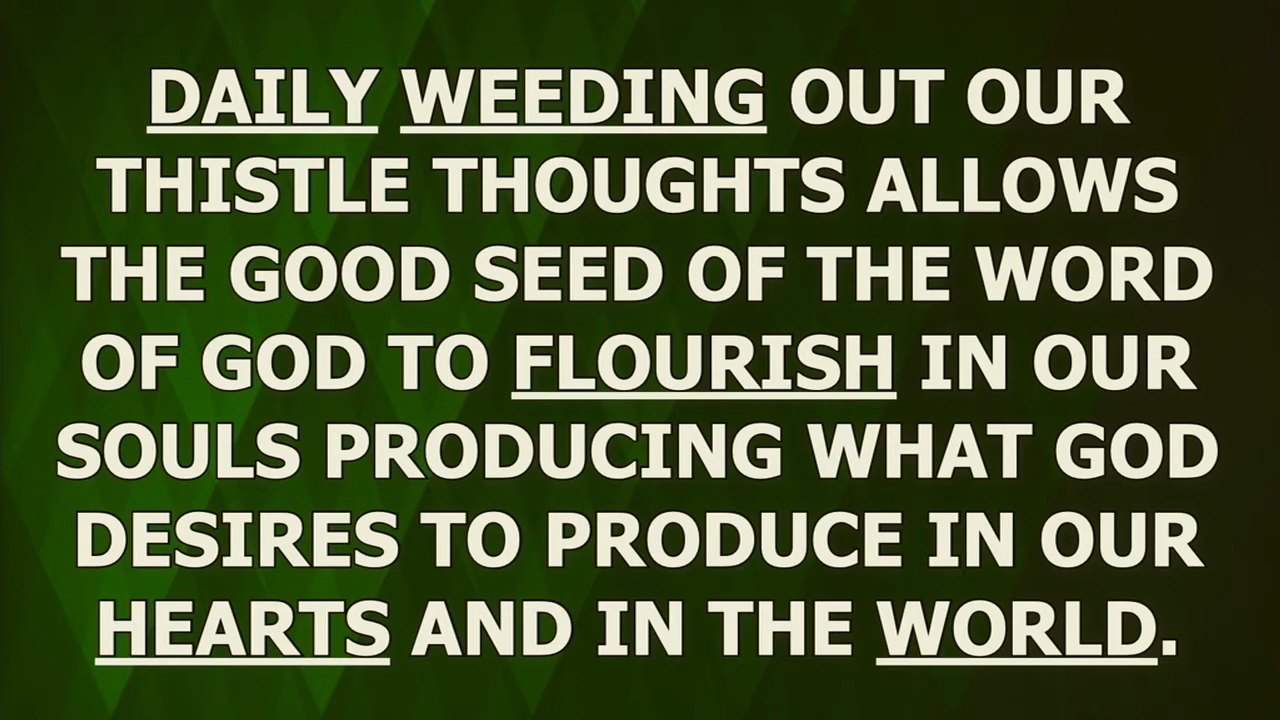 DAILY WEEDING OUT OUR
THISTLE THOUGHTS ALLOWS
THE GOOD SEED OF THE WORD
OF GOD TO FLOURISH IN OUR
SOULS PRODUCING WHAT GOD
DESIRES TO PRODUCE IN OUR
HEARTS AND IN THE WORLD.